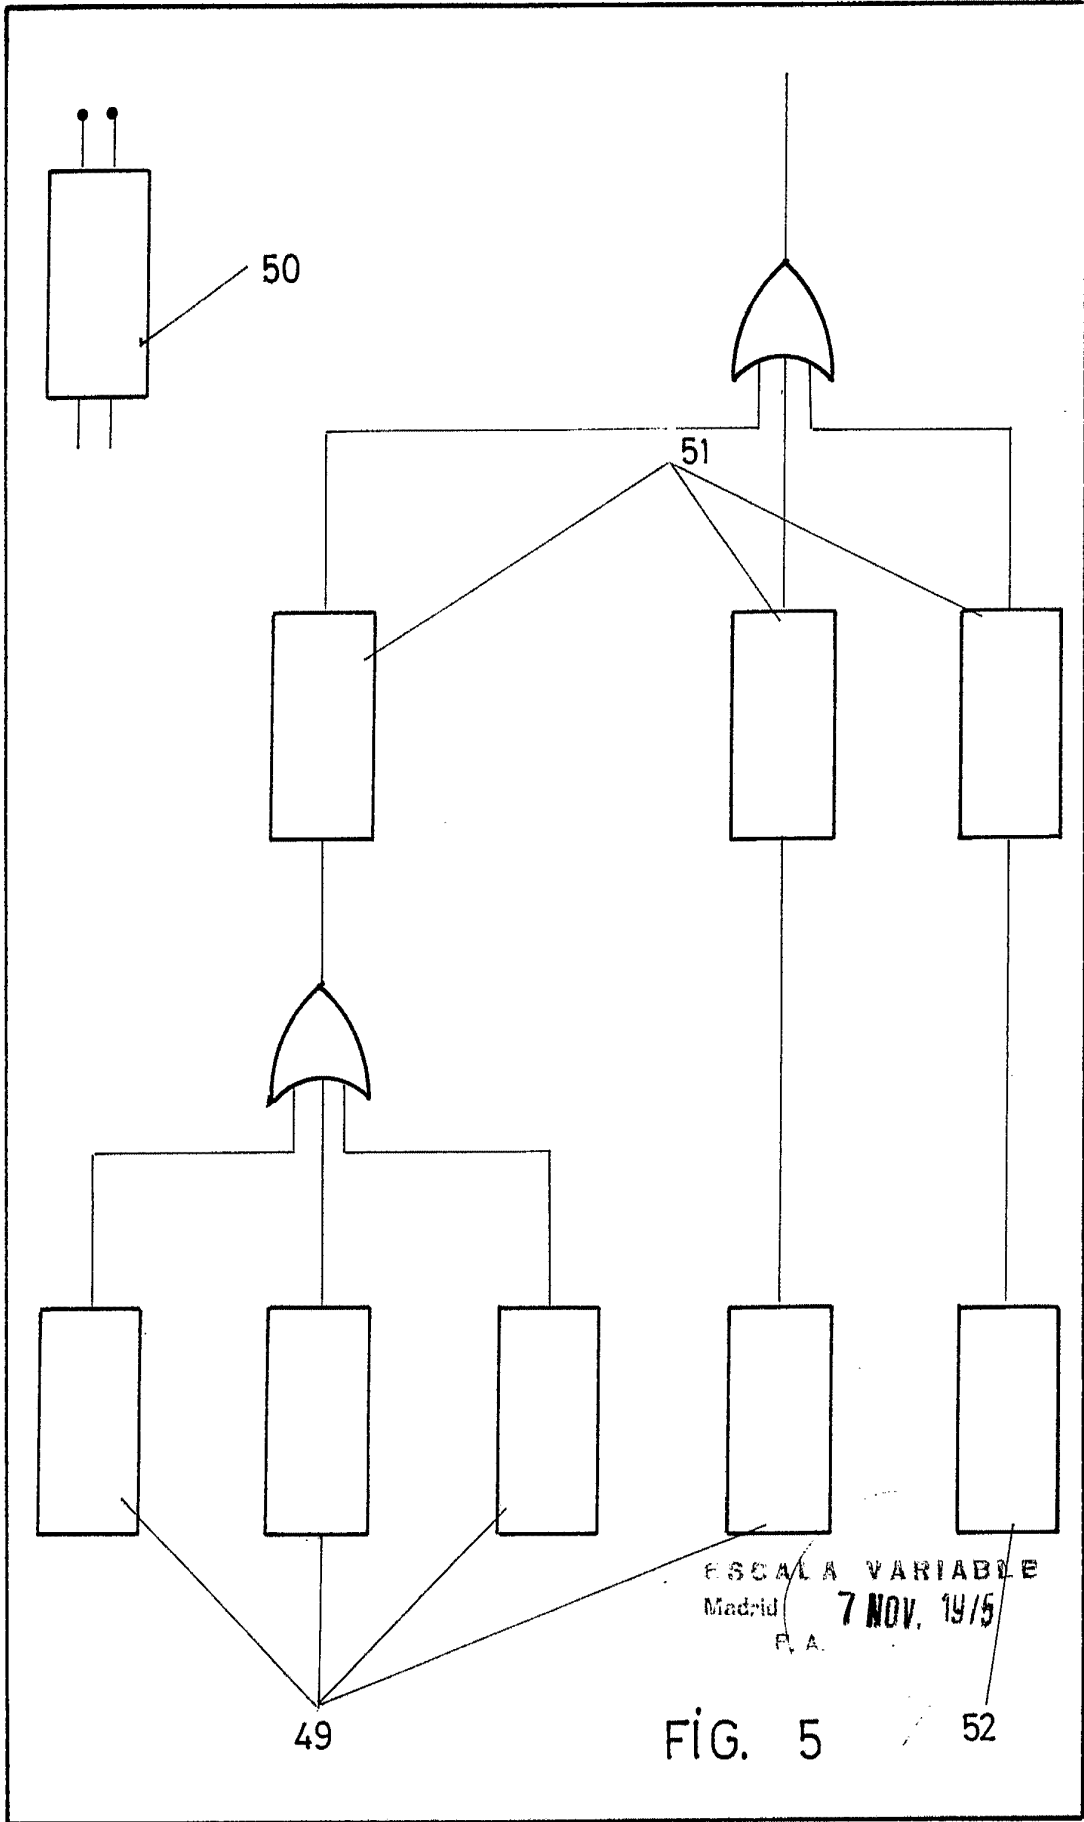 50
51
ESCALA VARIABLE
Madrid 7 NOV. 1975
P. A.
49
FIG. 5
52